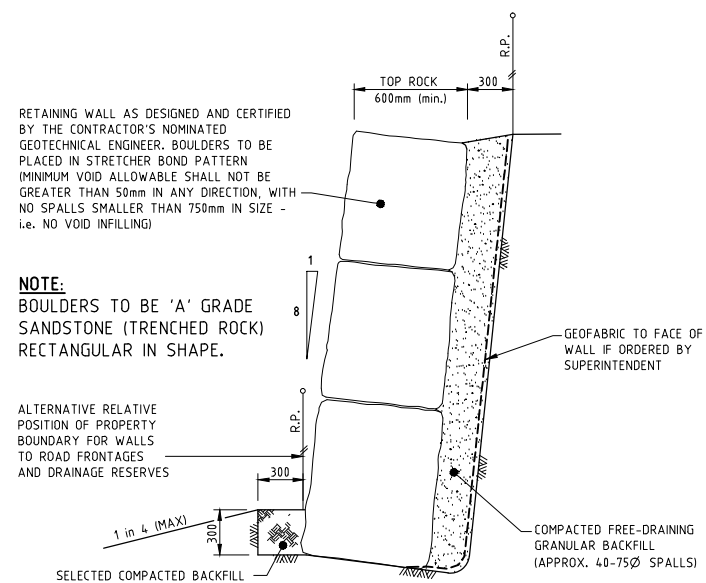 R.P.
TOP ROCK
600mm (min.)
300
RETAINING WALL AS DESIGNED AND CERTIFIED
BY THE CONTRACTOR'S NOMINATED
GEOTECHNICAL ENGINEER. BOULDERS TO BE
PLACED IN STRETCHER BOND PATTERN
(MINIMUM VOID ALLOWABLE SHALL NOT BE
GREATER THAN 50mm IN ANY DIRECTION, WITH
NO SPALLS SMALLER THAN 750mm IN SIZE -
i.e. NO VOID INFILLING)
1
8
NOTE:
BOULDERS TO BE 'A' GRADE
SANDSTONE (TRENCHED ROCK)
RECTANGULAR IN SHAPE.
GEOFABRIC TO FACE OF
WALL IF ORDERED BY
SUPERINTENDENT
ALTERNATIVE RELATIVE
POSITION OF PROPERTY
BOUNDARY FOR WALLS
TO ROAD FRONTAGES
AND DRAINAGE RESERVES
R.P.
300
300
1 in 4 (MAX)
SELECTED COMPACTED BACKFILL
COMPACTED FREE-DRAINING
GRANULAR BACKFILL
(APPROX. 40-75Ø SPALLS)